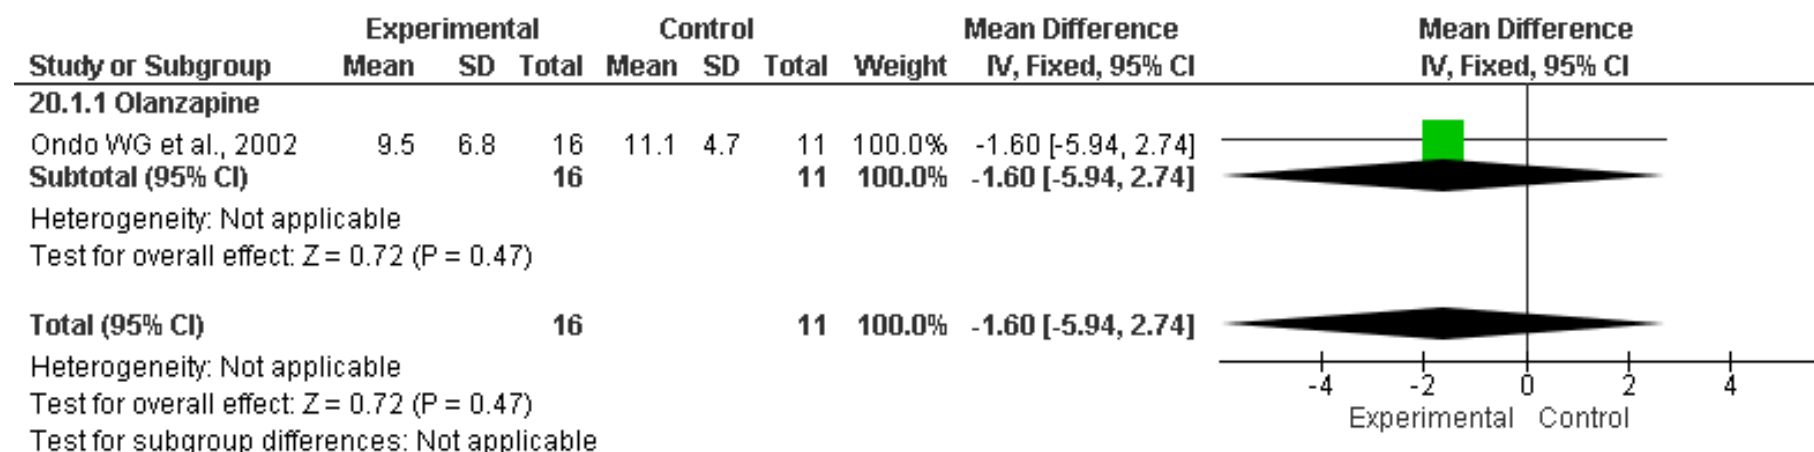 Experimental Control Mean Difference Mean Difference
Study or Subgroup Mean SD Total Mean SD Total Weight IV, Fixed, 95% CI IV, Fixed, 95% CI
20.1.1 Olanzapine
Ondo WG et al., 2002 9.5 6.8 16 11.1 4.7 11 100.0% -1.60 [-5.94, 2.74]
Subtotal (95% CI) 16 11 100.0% -1.60 [-5.94, 2.74]
Heterogeneity: Not applicable
Test for overall effect: Z = 0.72 (P = 0.47)
Total (95% CI) 16 11 100.0% -1.60 [-5.94, 2.74]
Heterogeneity: Not applicable
Test for overall effect: Z = 0.72 (P = 0.47)
Test for subgroup differences: Not applicable
-4 -2 0 2 4
Experimental Control